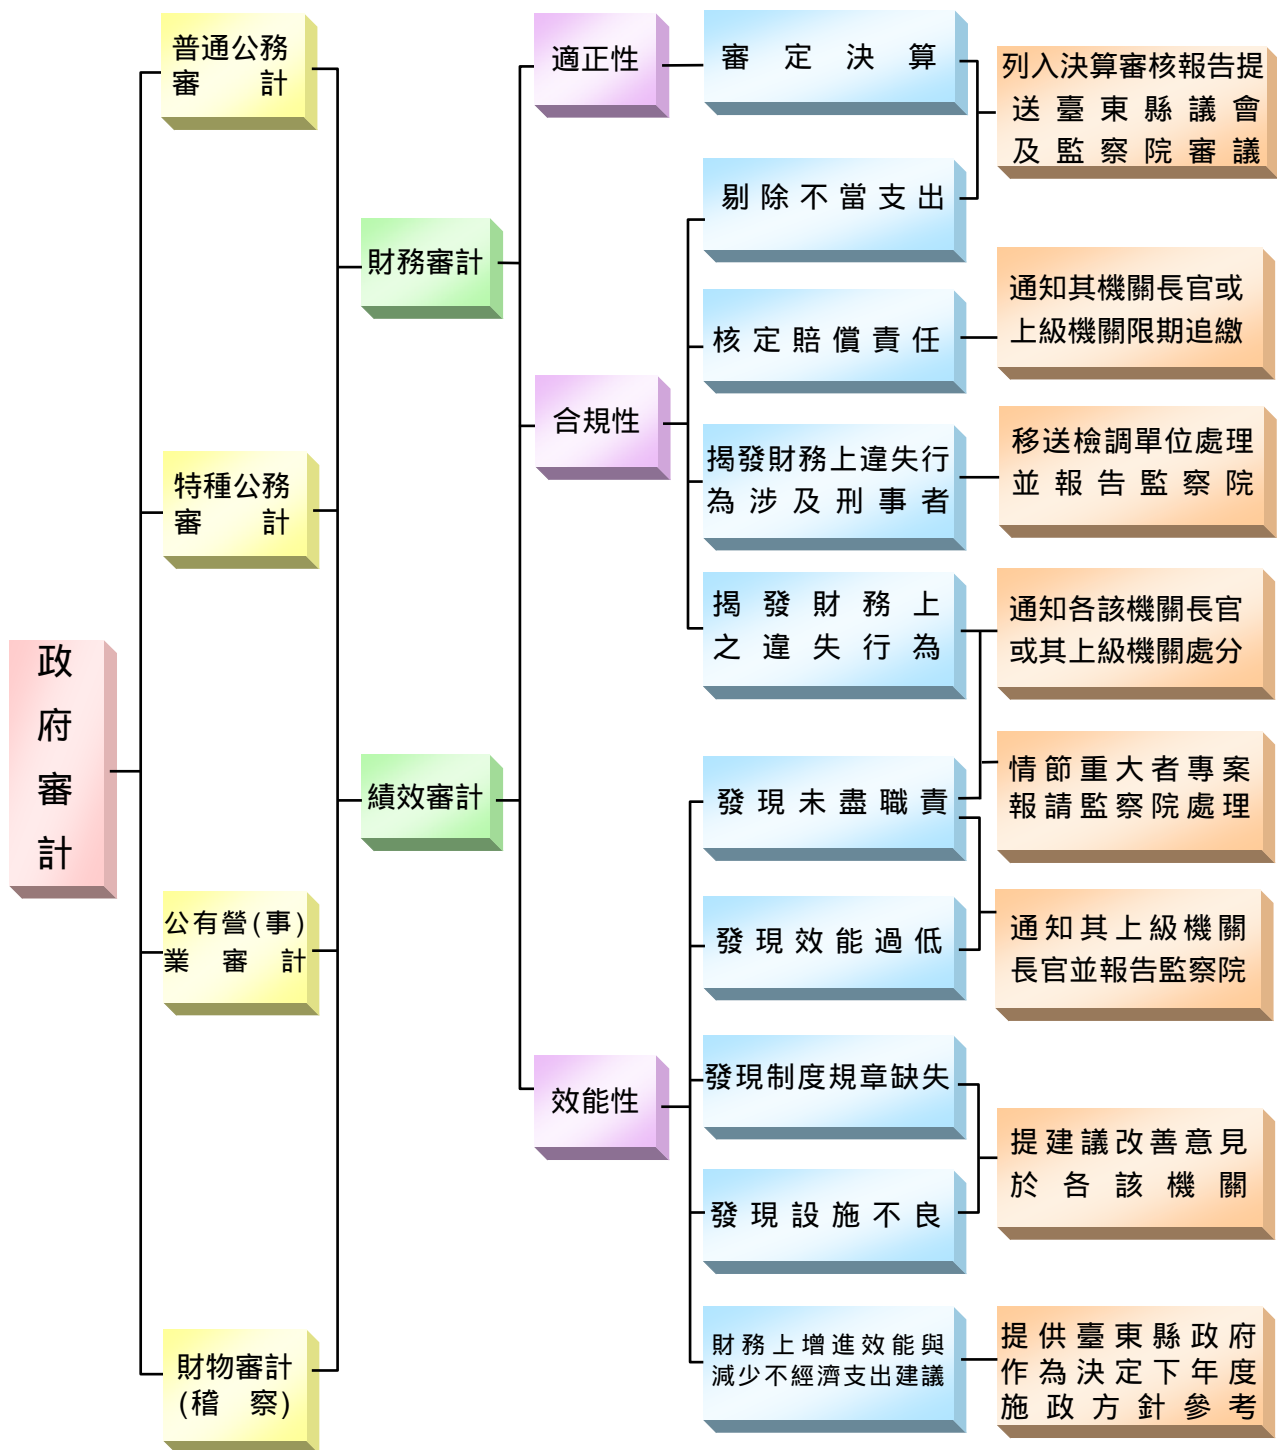 政
府
審
計
普通公務
審計
特種公務
審計
公有營(事)
業審計
財物審計
(稽察)
財務審計
績效審計
適正性
合規性
效能性
審定決算
剔除不當支出
核定賠償責任
揭發財務上違失行
為涉及刑事者
揭發財務上
之違失行為
發現未盡職責
發現效能過低
發現制度規章缺失
發現設施不良
財務上增進效能與
減少不經濟支出建議
列入決算審核報告提
送臺東縣議會
及監察院審議
通知其機關長官或
上級機關限期追繳
移送檢調單位處理
並報告監察院
通知各該機關長官
或其上級機關處分
情節重大者專案
報請監察院處理
通知其上級機關
長官並報告監察院
提建議改善意見
於各該機關
提供臺東縣政府
作為決定下年度
施政方針參考